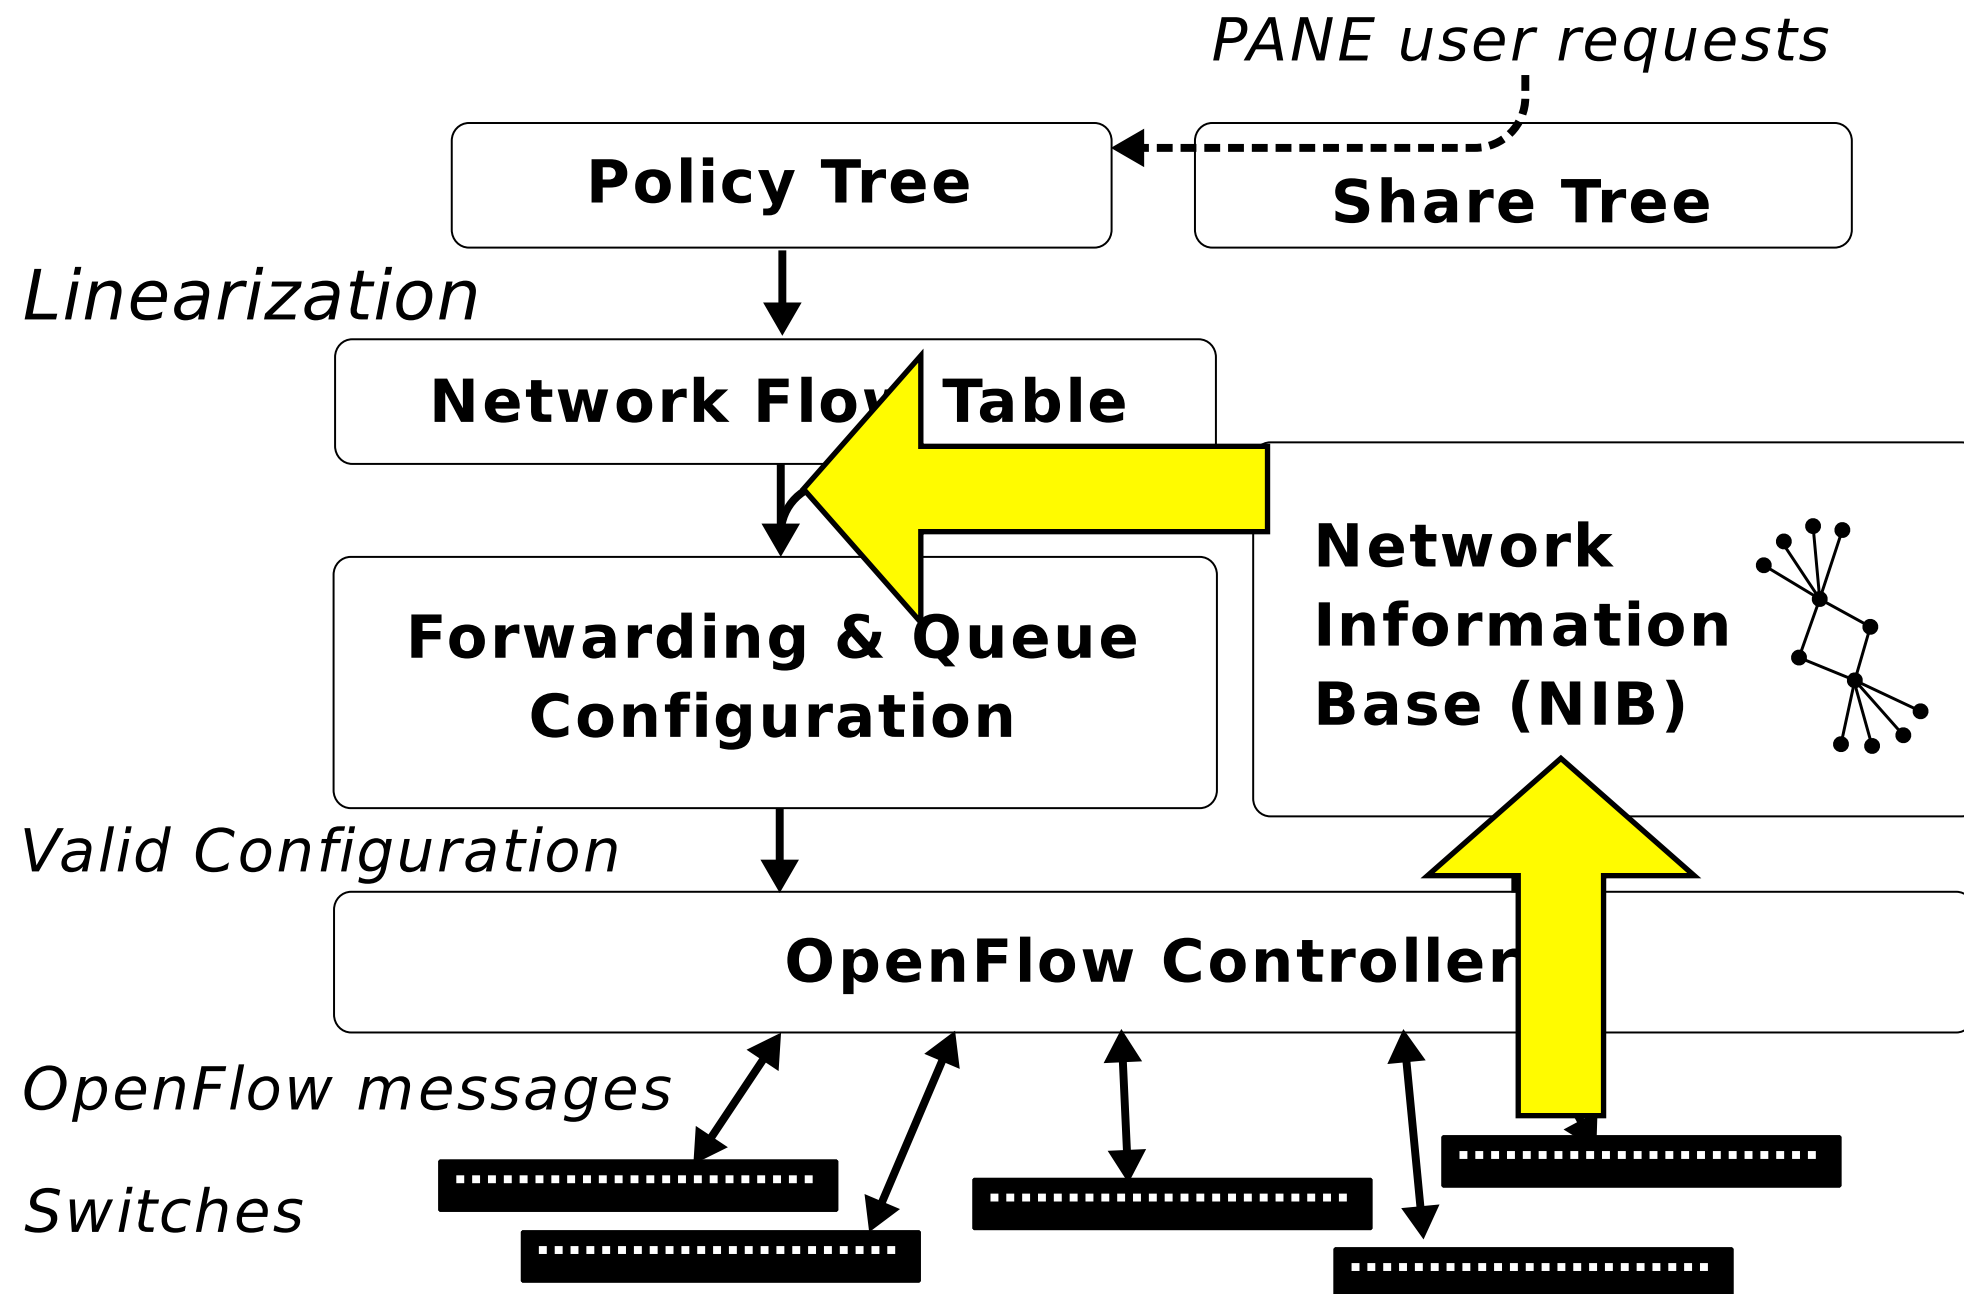 PANE user requests
Policy Tree
Share Tree
Linearization
Network Flow Table
Network
Information
Base (NIB)
Forwarding & Queue
Configuration
Valid Configuration
OpenFlow Controller
OpenFlow messages
Switches